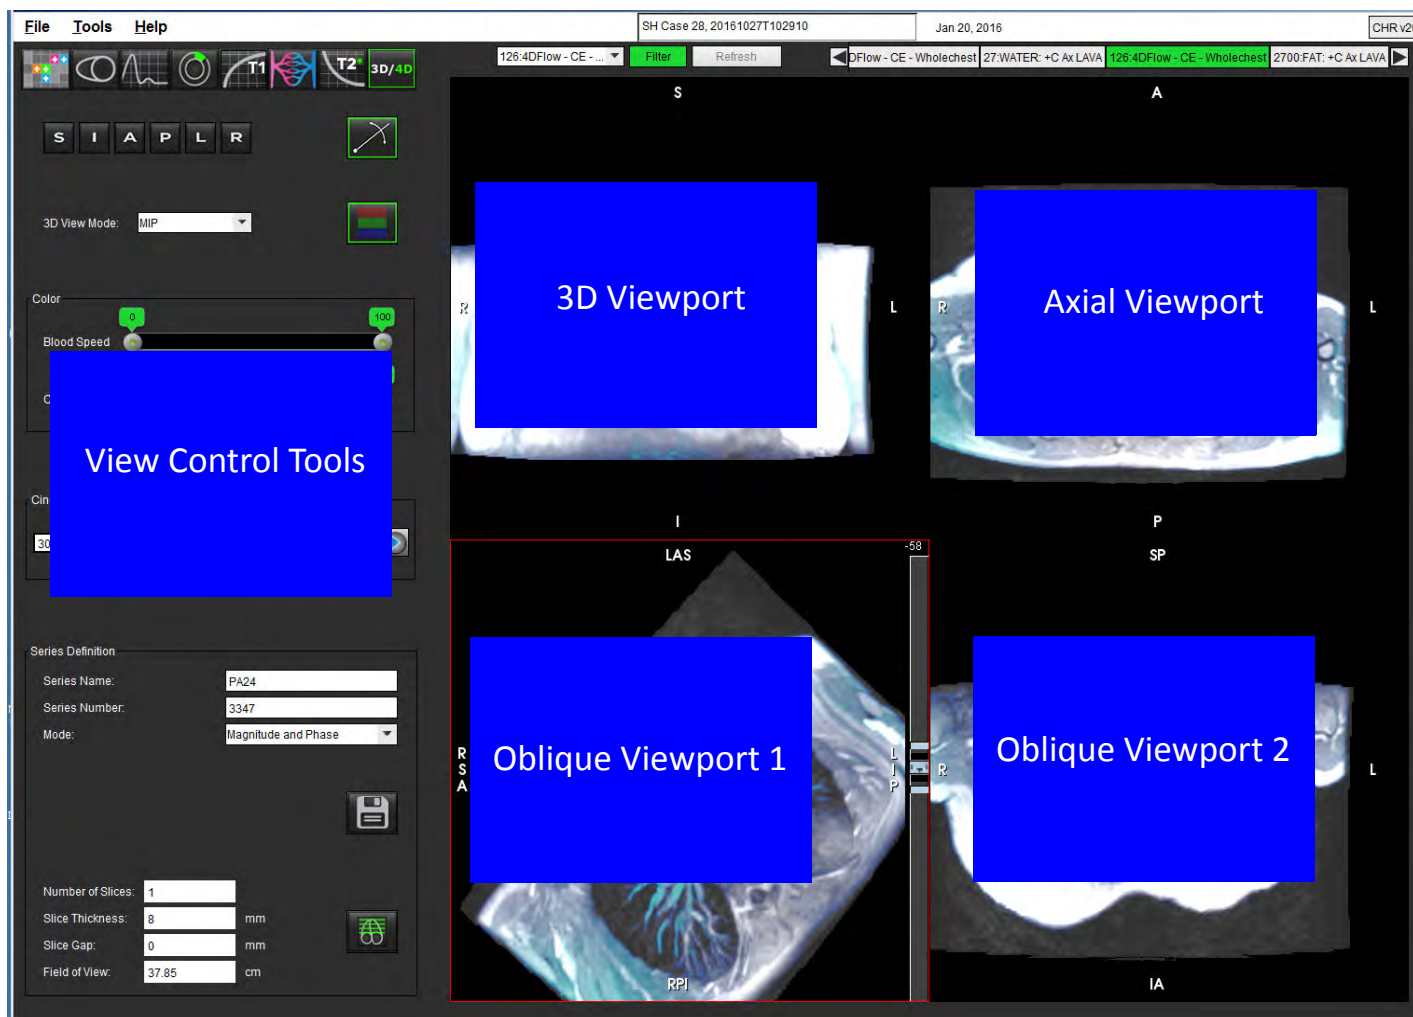 File Tools Help
SH Case 28, 20161027T102910
Jan 20, 2016
CHR v20
T1 T2* 3D/4D
126:4DFlow - CE - ... Filter Refresh
DFlow - CE - Wholechest 27:WATER: +C Ax LAVA 126:4DFlow - CE - Wholechest 2700:FAT: +C Ax LAVA
S I A P L R
3D View Mode: MIP
Color
0 100
Blood Speed
View Control Tools
Cin
30
Series Definition
Series Name: PA24
Series Number: 3347
Mode: Magnitude and Phase
Number of Slices: 1
Slice Thickness: 8 mm
Slice Gap: 0 mm
Field of View: 37.85 cm
S
R L
3D Viewport
I
A
R L
Axial Viewport
P
LAS
-58
RSA LIP
Oblique Viewport 1
RPI
SP
R L
Oblique Viewport 2
IA